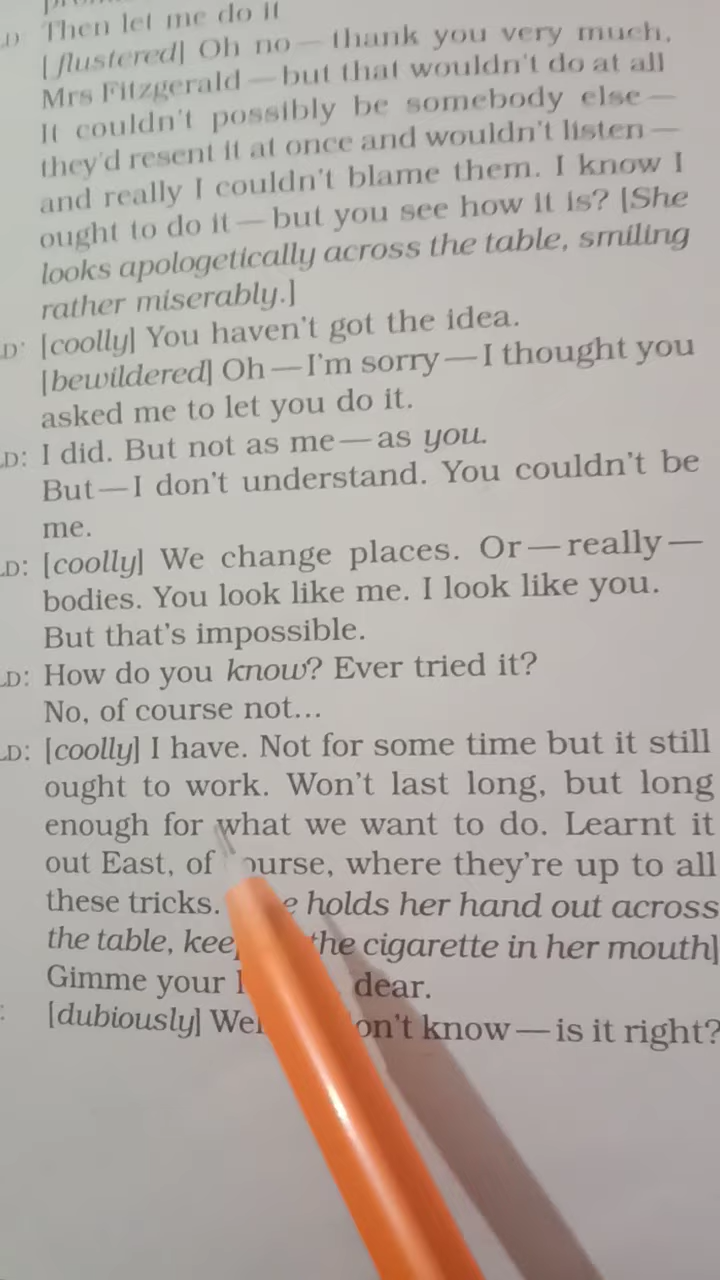 D Then let me do it
[flustered] Oh no — thank you very much,
Mrs Fitzgerald — but that wouldn't do at all
It couldn't possibly be somebody else —
they'd resent it at once and wouldn't listen —
and really I couldn't blame them. I know I
ought to do it — but you see how it is? [She
looks apologetically across the table, smiling
rather miserably.]
D: [coolly] You haven't got the idea.
[bewildered] Oh — I'm sorry — I thought you
asked me to let you do it.
D: I did. But not as me — as you.
But — I don't understand. You couldn't be
me.
D: [coolly] We change places. Or — really —
bodies. You look like me. I look like you.
But that's impossible.
D: How do you know? Ever tried it?
No, of course not...
D: [coolly] I have. Not for some time but it still
ought to work. Won't last long, but long
enough for what we want to do. Learnt it
out East, of ourse, where they're up to all
these tricks. e holds her hand out across
the table, kee the cigarette in her mouth]
Gimme your dear.
: [dubiously] We on't know — is it right?